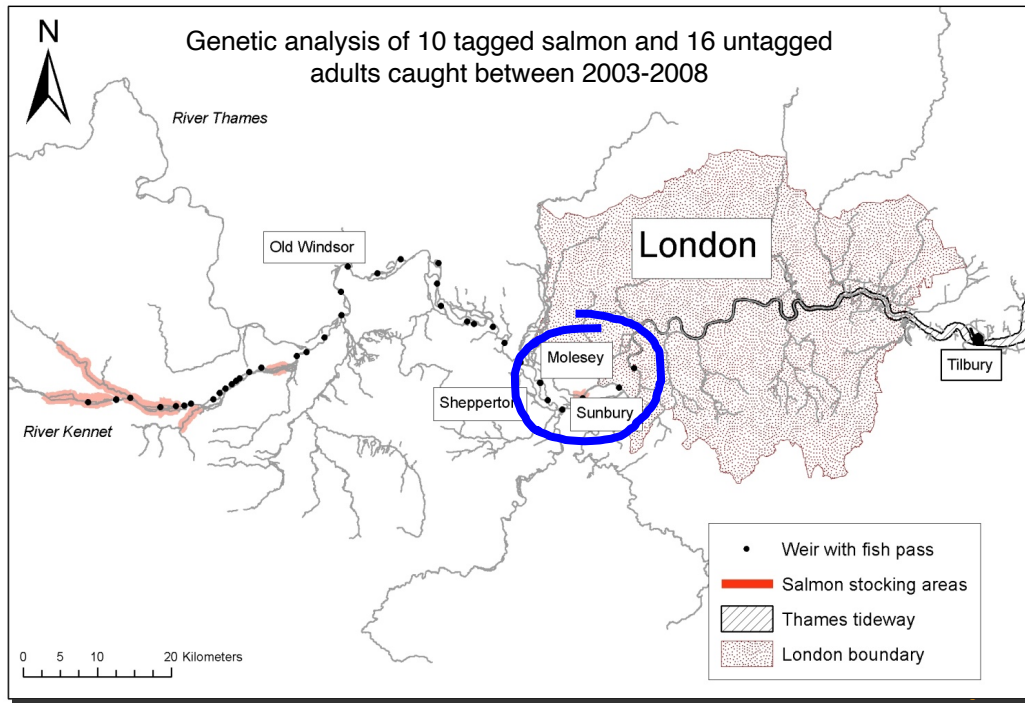 Genetic analysis of 10 tagged salmon and 16 untagged
adults caught between 2003-2008
N
River Thames
Old Windsor
London
Molesey
Tilbury
Shepperton
Sunbury
River Kennet
Weir with fish pass
Salmon stocking areas
Thames tideway
London boundary
0 5 10 20 Kilometers